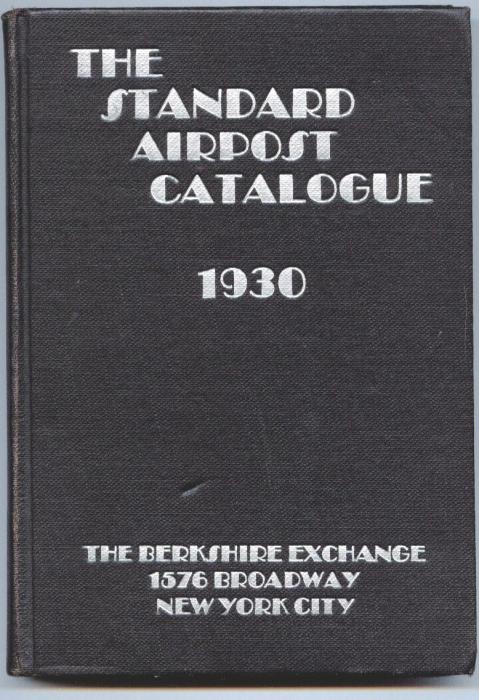 THE
STANDARD
AIRPOST
CATALOGUE
1930
THE BERKSHIRE EXCHANGE
1576 BROADWAY
NEW YORK CITY